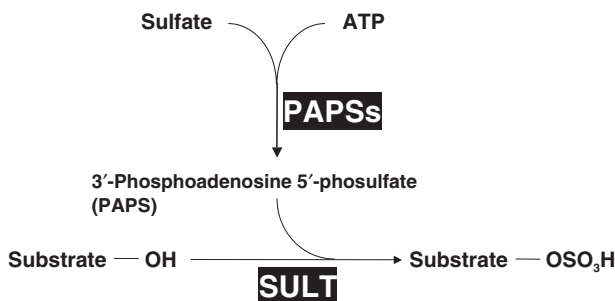 Sulfate ATP
PAPSs
3′-Phosphoadenosine 5′-phosulfate
(PAPS)
Substrate — OH Substrate — OSO₃H
SULT